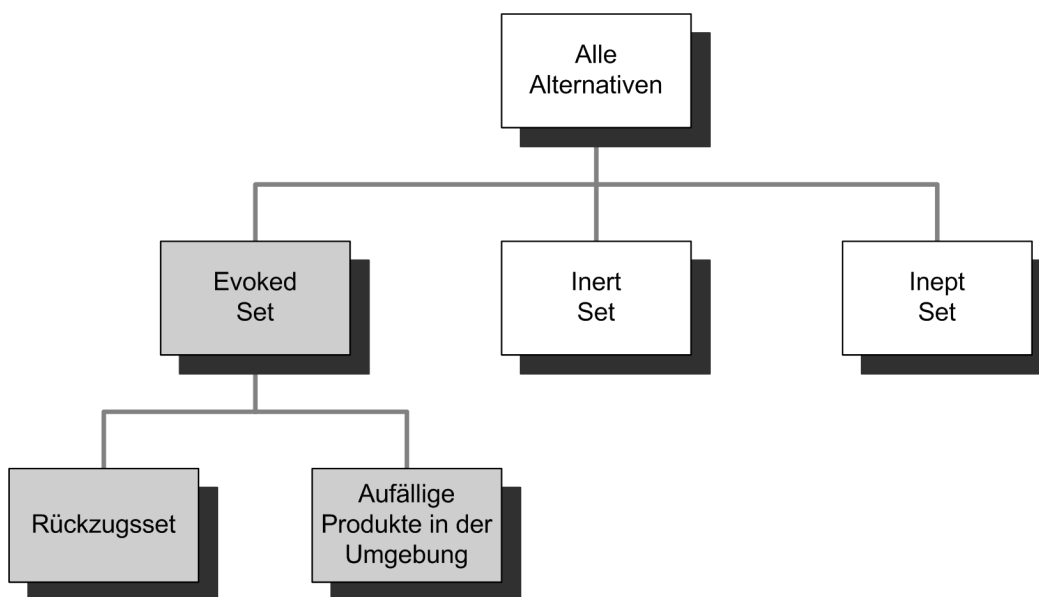 Alle
Alternativen
Evoked
Set
Inert
Set
Inept
Set
Rückzugsset
Aufällige
Produkte in der
Umgebung